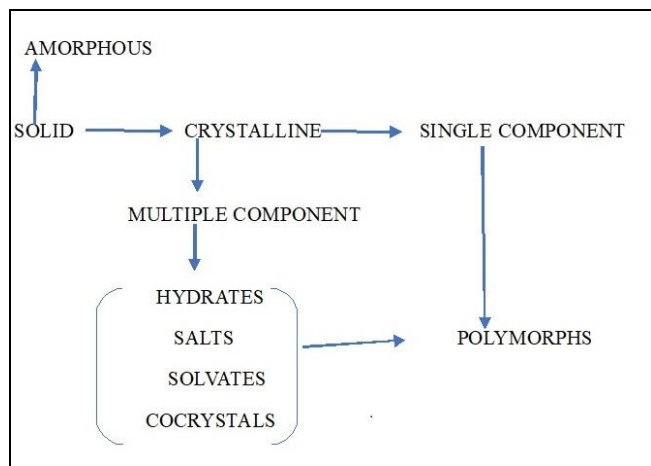 AMORPHOUS
SOLID CRYSTALLINE SINGLE COMPONENT
MULTIPLE COMPONENT
HYDRATES
SALTS POLYMORPHS
SOLVATES
COCRYSTALS